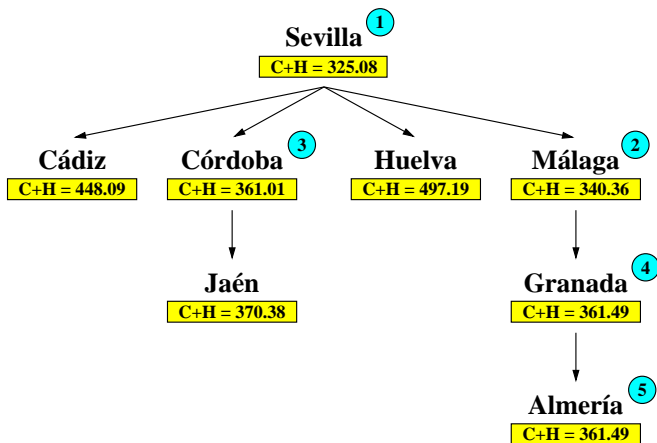 1
Sevilla
C+H = 325.08
Cádiz
C+H = 448.09
Córdoba
3
C+H = 361.01
Huelva
C+H = 497.19
Málaga
2
C+H = 340.36
Jaén
C+H = 370.38
Granada
4
C+H = 361.49
Almería
5
C+H = 361.49